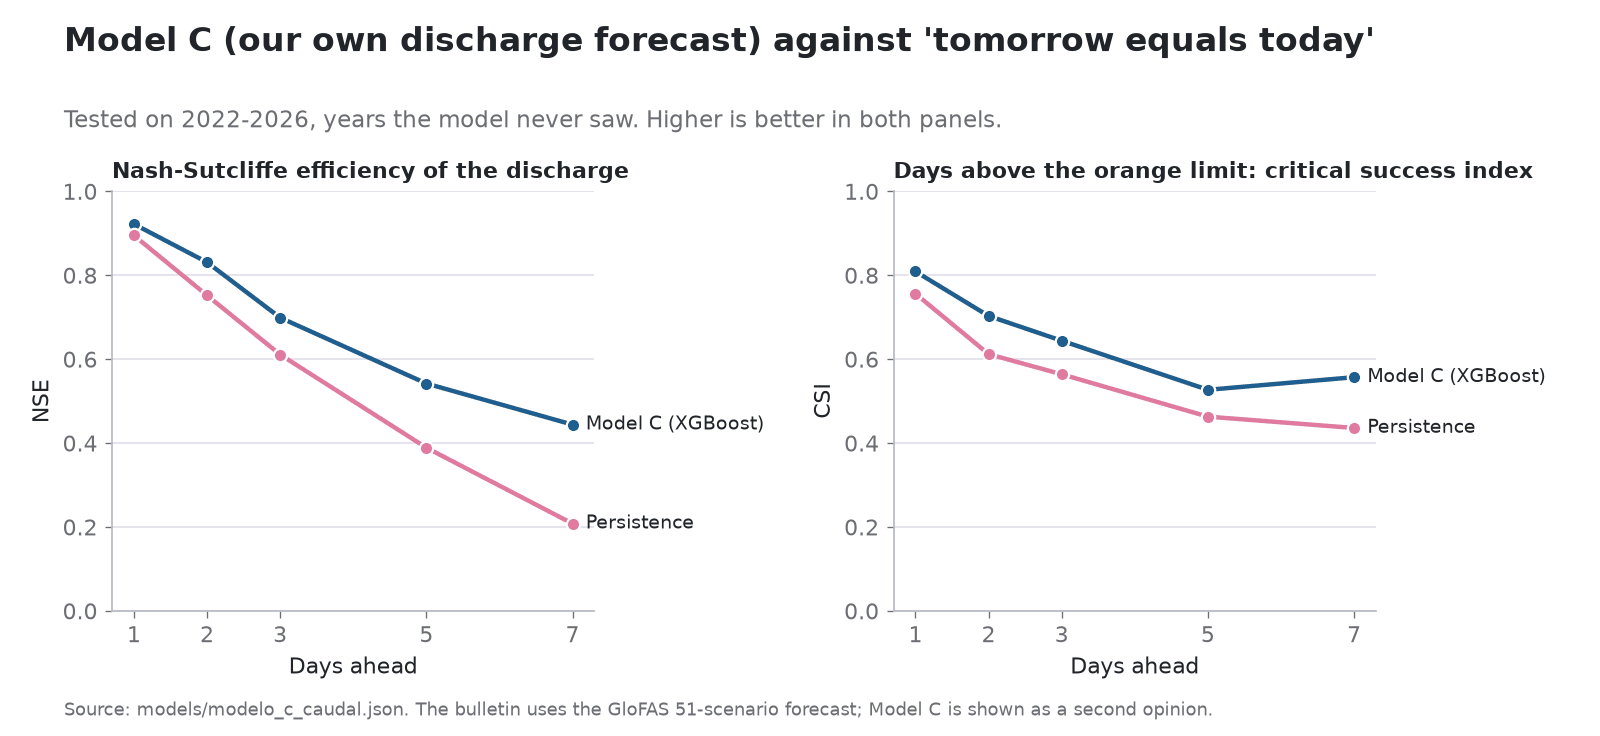 Model C (our own discharge forecast) against 'tomorrow equals today'
Tested on 2022-2026, years the model never saw. Higher is better in both panels.
Nash-Sutcliffe efficiency of the discharge
1.0
0.8
0.6
0.4
0.2
0.0
NSE
Model C (XGBoost)
Persistence
1 2 3 5 7
Days ahead
Days above the orange limit: critical success index
1.0
0.8
0.6
0.4
0.2
0.0
CSI
Model C (XGBoost)
Persistence
1 2 3 5 7
Days ahead
Source: models/modelo_c_caudal.json. The bulletin uses the GloFAS 51-scenario forecast; Model C is shown as a second opinion.